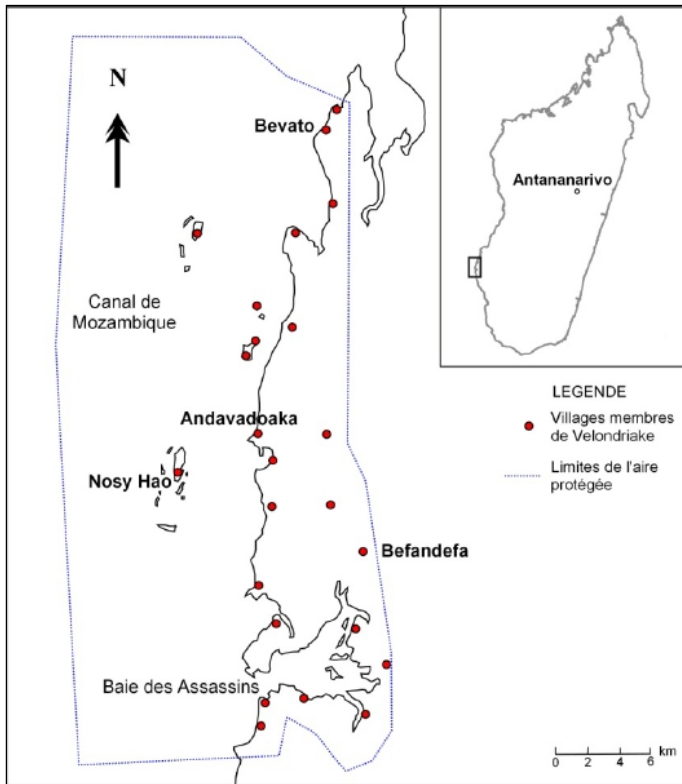 N
Bevato
Antananarivo
Canal de
Mozambique
LEGENDE
Villages membres
de Velondriake
Limites de l'aire
protégée
Andavadoaka
Nosy Hao
Befandefa
Baie des Assassins
km
0 2 4 6